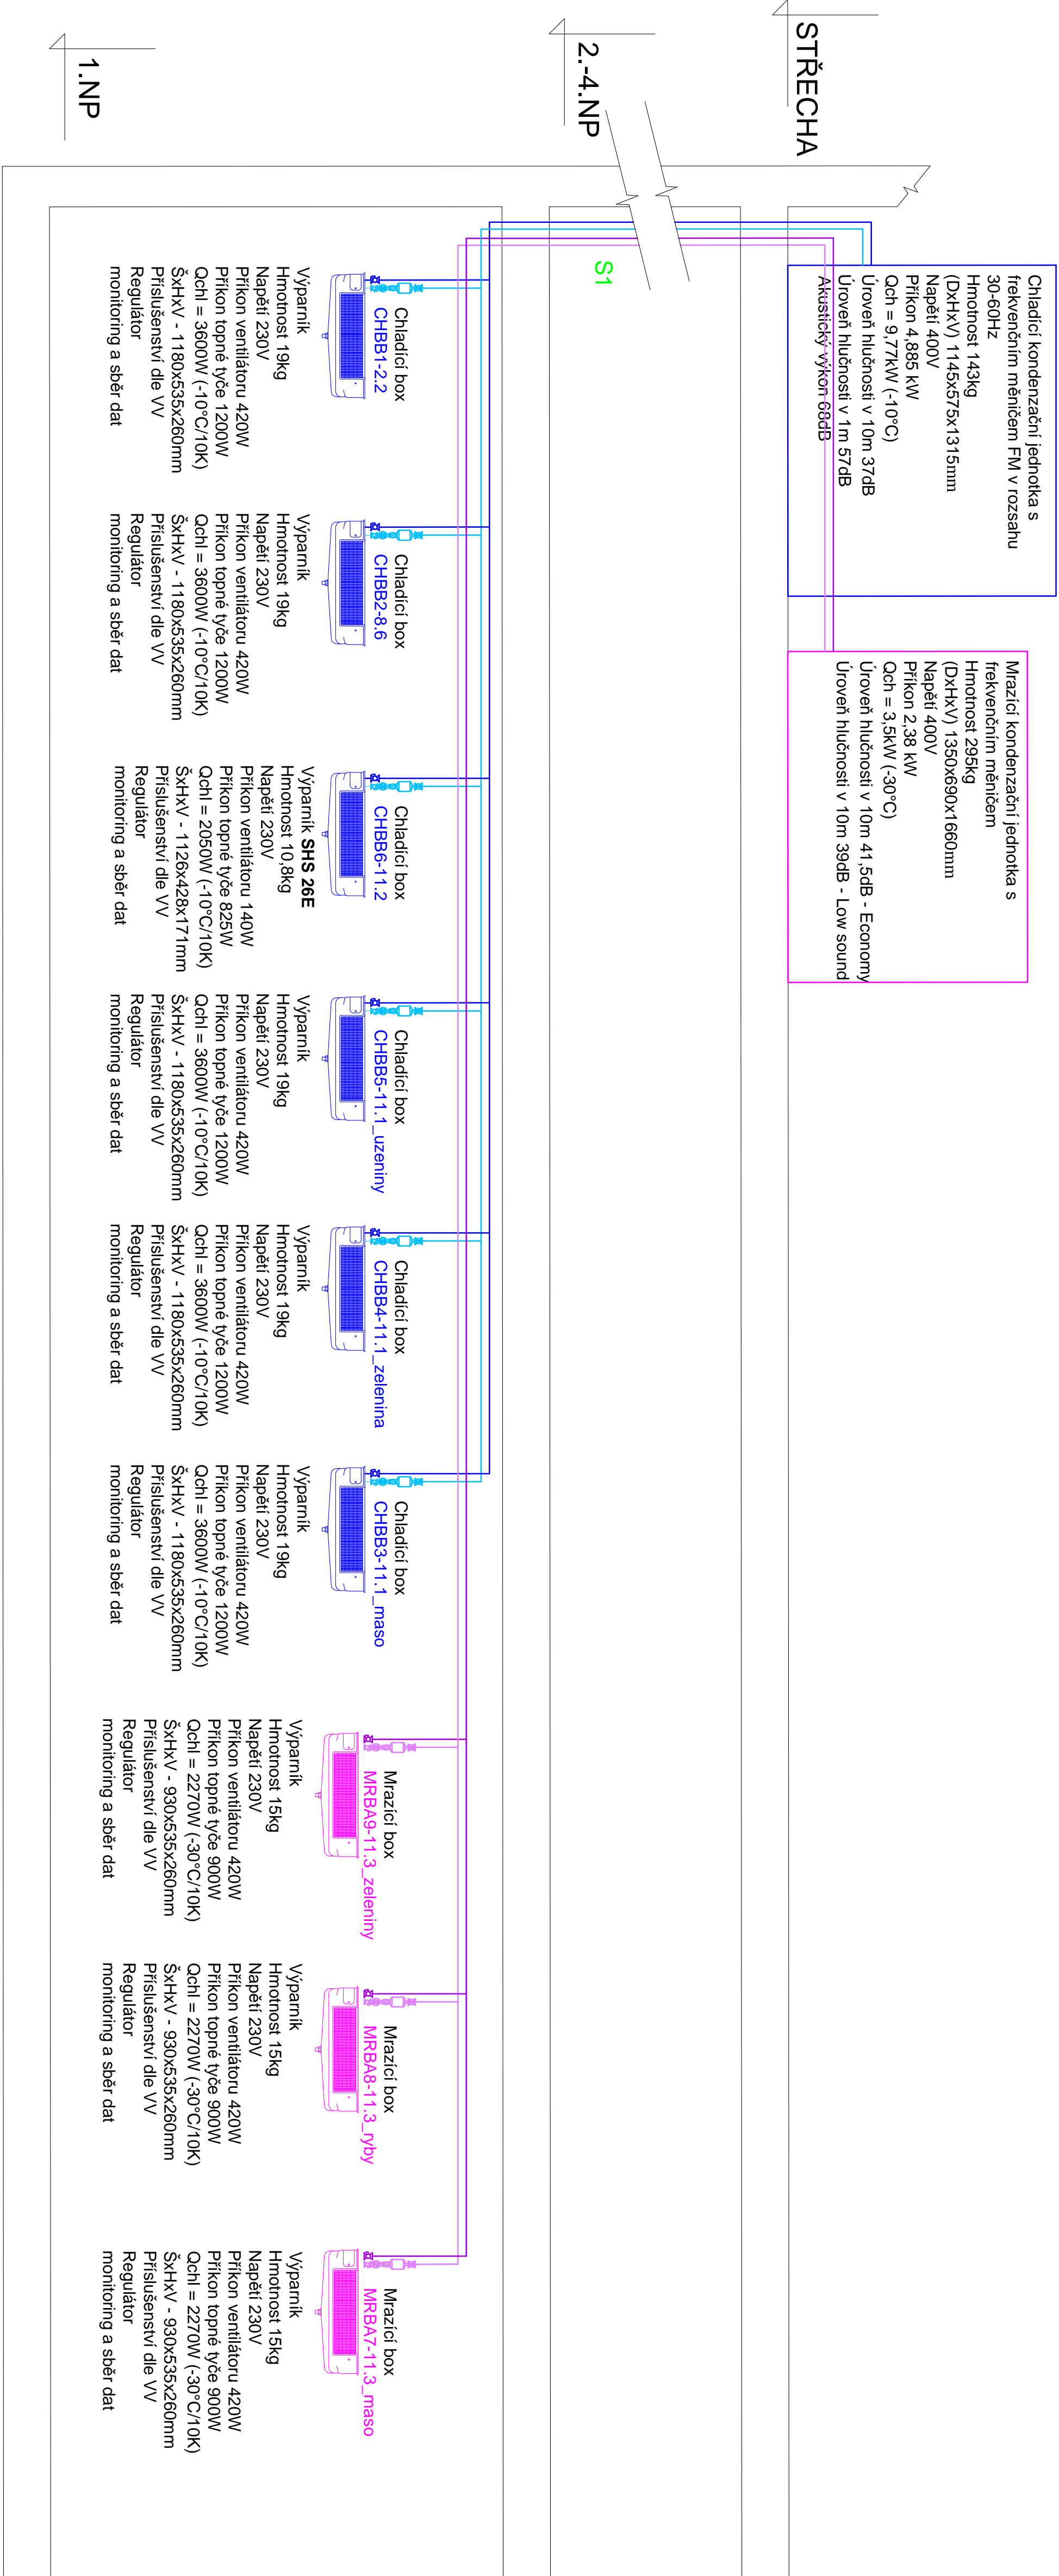 STŘECHA
Chladící kondenzační jednotka s
frekvenčním měničem FM v rozsahu
30-60Hz
Hmotnost 143kg
(DxHxV) 1145x575x1315mm
Napětí 400V
Příkon 4,885 kW
Qch = 9,77kW (-10°C)
Úroveň hlučnosti v 10m 37dB
Úroveň hlučnosti v 1m 57dB
Akustický výkon 68dB
Mrazící kondenzační jednotka s
frekvenčním měničem
Hmotnost 295kg
(DxHxV) 1350x690x1660mm
Napětí 400V
Příkon 2,38 kW
Qch = 3,5kW (-30°C)
Úroveň hlučnosti v 10m 41,5dB - Economy
Úroveň hlučnosti v 10m 39dB - Low sound
2.-4.NP
S1
1.NP
Chladící box
CHBB1-2.2
Výparník
Hmotnost 19kg
Napětí 230V
Příkon ventilátoru 420W
Příkon topné tyče 1200W
Qchl = 3600W (-10°C/10K)
ŠxHxV - 1180x535x260mm
Příslušenství dle VV
Regulátor
monitoring a sběr dat
Chladící box
CHBB2-8.6
Výparník
Hmotnost 19kg
Napětí 230V
Příkon ventilátoru 420W
Příkon topné tyče 1200W
Qchl = 3600W (-10°C/10K)
ŠxHxV - 1180x535x260mm
Příslušenství dle VV
Regulátor
monitoring a sběr dat
Chladící box
CHBB6-11.2
Výparník SHS 26E
Hmotnost 10,8kg
Napětí 230V
Příkon ventilátoru 140W
Příkon topné tyče 825W
Qchl = 2050W (-10°C/10K)
ŠxHxV - 1126x428x171mm
Příslušenství dle VV
Regulátor
monitoring a sběr dat
Chladící box
CHBB5-11.1_uzeniny
Výparník
Hmotnost 19kg
Napětí 230V
Příkon ventilátoru 420W
Příkon topné tyče 1200W
Qchl = 3600W (-10°C/10K)
ŠxHxV - 1180x535x260mm
Příslušenství dle VV
Regulátor
monitoring a sběr dat
Chladící box
CHBB4-11.1_zelenina
Výparník
Hmotnost 19kg
Napětí 230V
Příkon ventilátoru 420W
Příkon topné tyče 1200W
Qchl = 3600W (-10°C/10K)
ŠxHxV - 1180x535x260mm
Příslušenství dle VV
Regulátor
monitoring a sběr dat
Chladící box
CHBB3-11.1_maso
Výparník
Hmotnost 19kg
Napětí 230V
Příkon ventilátoru 420W
Příkon topné tyče 1200W
Qchl = 3600W (-10°C/10K)
ŠxHxV - 1180x535x260mm
Příslušenství dle VV
Regulátor
monitoring a sběr dat
Mrazící box
MRBA9-11.3_zeleniny
Výparník
Hmotnost 15kg
Napětí 230V
Příkon ventilátoru 420W
Příkon topné tyče 900W
Qchl = 2270W (-30°C/10K)
ŠxHxV - 930x535x260mm
Příslušenství dle VV
Regulátor
monitoring a sběr dat
Mrazící box
MRBA8-11.3_ryby
Výparník
Hmotnost 15kg
Napětí 230V
Příkon ventilátoru 420W
Příkon topné tyče 900W
Qchl = 2270W (-30°C/10K)
ŠxHxV - 930x535x260mm
Příslušenství dle VV
Regulátor
monitoring a sběr dat
Mrazící box
MRBA7-11.3_maso
Výparník
Hmotnost 15kg
Napětí 230V
Příkon ventilátoru 420W
Příkon topné tyče 900W
Qchl = 2270W (-30°C/10K)
ŠxHxV - 930x535x260mm
Příslušenství dle VV
Regulátor
monitoring a sběr dat